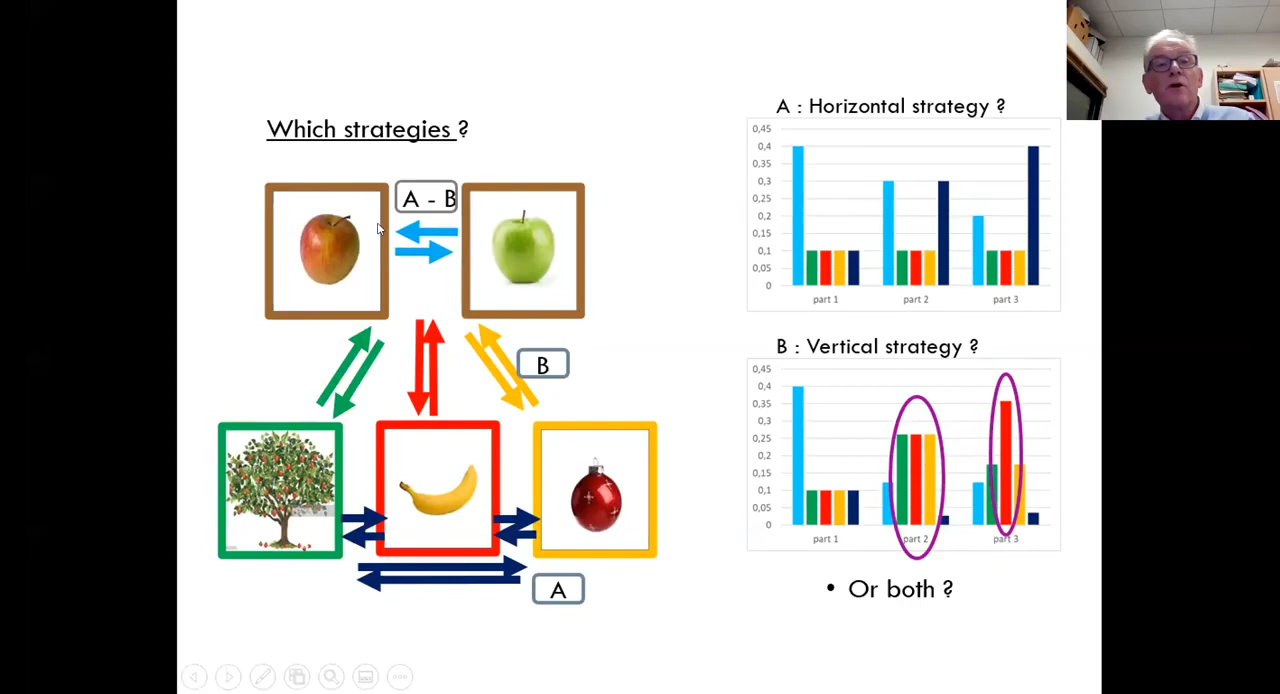 Which strategies ?
A - B
B
A
A : Horizontal strategy ?
0,45
0,4
0,35
0,3
0,25
0,2
0,15
0,1
0,05
0
part 1 part 2 part 3
B : Vertical strategy ?
0,45
0,4
0,35
0,3
0,25
0,2
0,15
0,1
0,05
0
part 1 part 2 part 3
• Or both ?